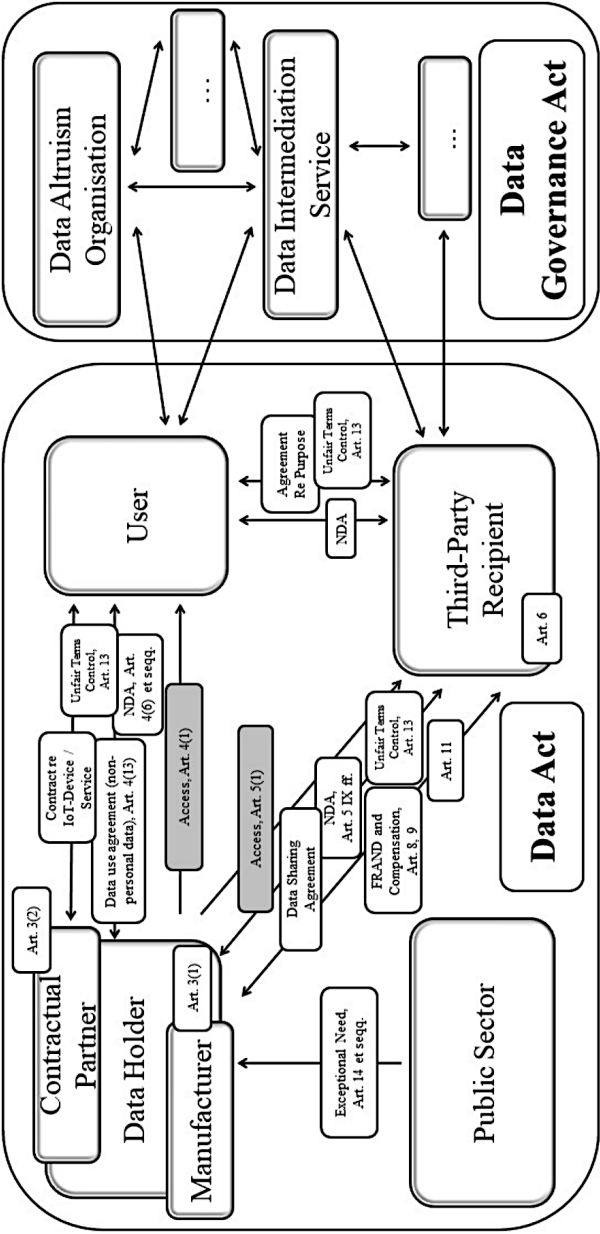 Contractual
Partner
Art. 3(2)
Data Holder
Manufacturer
Art. 3(1)
Contract re
IoT-Device /
Service
Unfair Terms
Control,
Art. 13
Data use agreement (non-
personal data), Art. 4(13)
NDA, Art.
4(6) et seqq.
Access, Art. 4(1)
Access, Art. 5(1)
Data Sharing
Agreement
NDA,
Art. 5 IX ff.
FRAND and
Compensation,
Art. 8, 9
Unfair Terms
Control,
Art. 13
Art. 11
Exceptional Need,
Art. 14 et seqq.
Public Sector
User
NDA
Agreement
Re Purpose
Unfair Terms
Control,
Art. 13
Third-Party
Recipient
Art. 6
Data Act
Data Altruism
Organisation
…
Data Intermediation
Service
…
Data
Governance Act